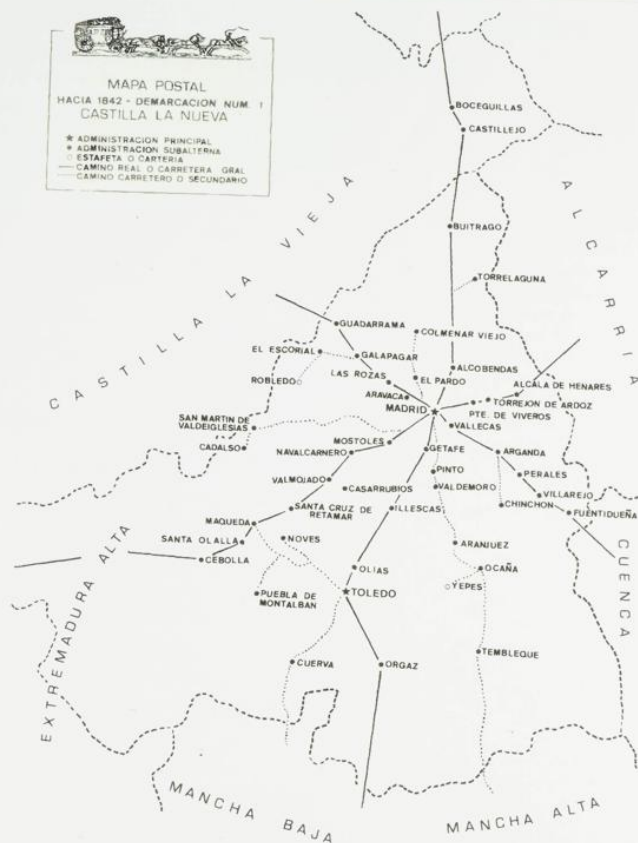 MAPA POSTAL
HACIA 1842 - DEMARCACION NUM. 1
CASTILLA LA NUEVA
ADMINISTRACION PRINCIPAL
ADMINISTRACION SUBALTERNA
ESTAFETA O CARTERIA
CAMINO REAL O CARRETERA GRAL
CAMINO CARRETERO O SECUNDARIO
BOCEGUILLAS
CASTILLEJO
CASTILLA LA VIEJA
ALCARRIA
BUITRAGO
TORRELAGUNA
GUADARRAMA
COLMENAR VIEJO
EL ESCORIAL
GALAPAGAR
ROBLEDO
LAS ROZAS
EL PARDO
ALCOBENDAS
ALCALA DE HENARES
ARAVACA
TORREJON DE ARDOZ
MADRID
PTE. DE VIVEROS
VALLECAS
SAN MARTIN DE
VALDEIGLESIAS
CADALSO
MOSTOLES
NAVALCARNERO
GETAFE
ARGANDA
PINTO
PERALES
VALMOJADO
CASARRUBIOS
VALDEMORO
VILLAREJO
CHINCHON
FUENTIDUEÑA
SANTA CRUZ DE
RETAMAR
ILLESCAS
MAQUEDA
SANTA OLALLA
NOVES
ARANJUEZ
CEBOLLA
OLIAS
OCAÑA
YEPES
PUEBLA DE
MONTALBAN
TOLEDO
CUENCA
EXTREMADURA ALTA
CUERVA
ORGAZ
TEMBLEQUE
MANCHA BAJA
MANCHA ALTA